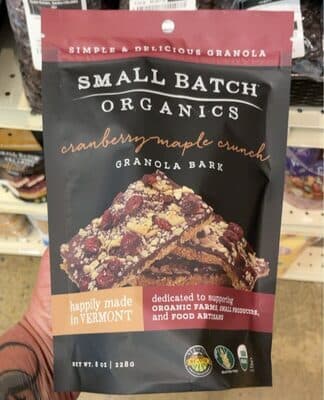 SIMPLE & DELICIOUS GRANOLA
SMALL BATCH
ORGANICS
cranberry maple crunch
GRANOLA BARK
happily made
in VERMONT
dedicated to supporting
ORGANIC FARMS, SMALL PRODUCERS,
and FOOD ARTISANS
NET WT. 8 OZ | 228G